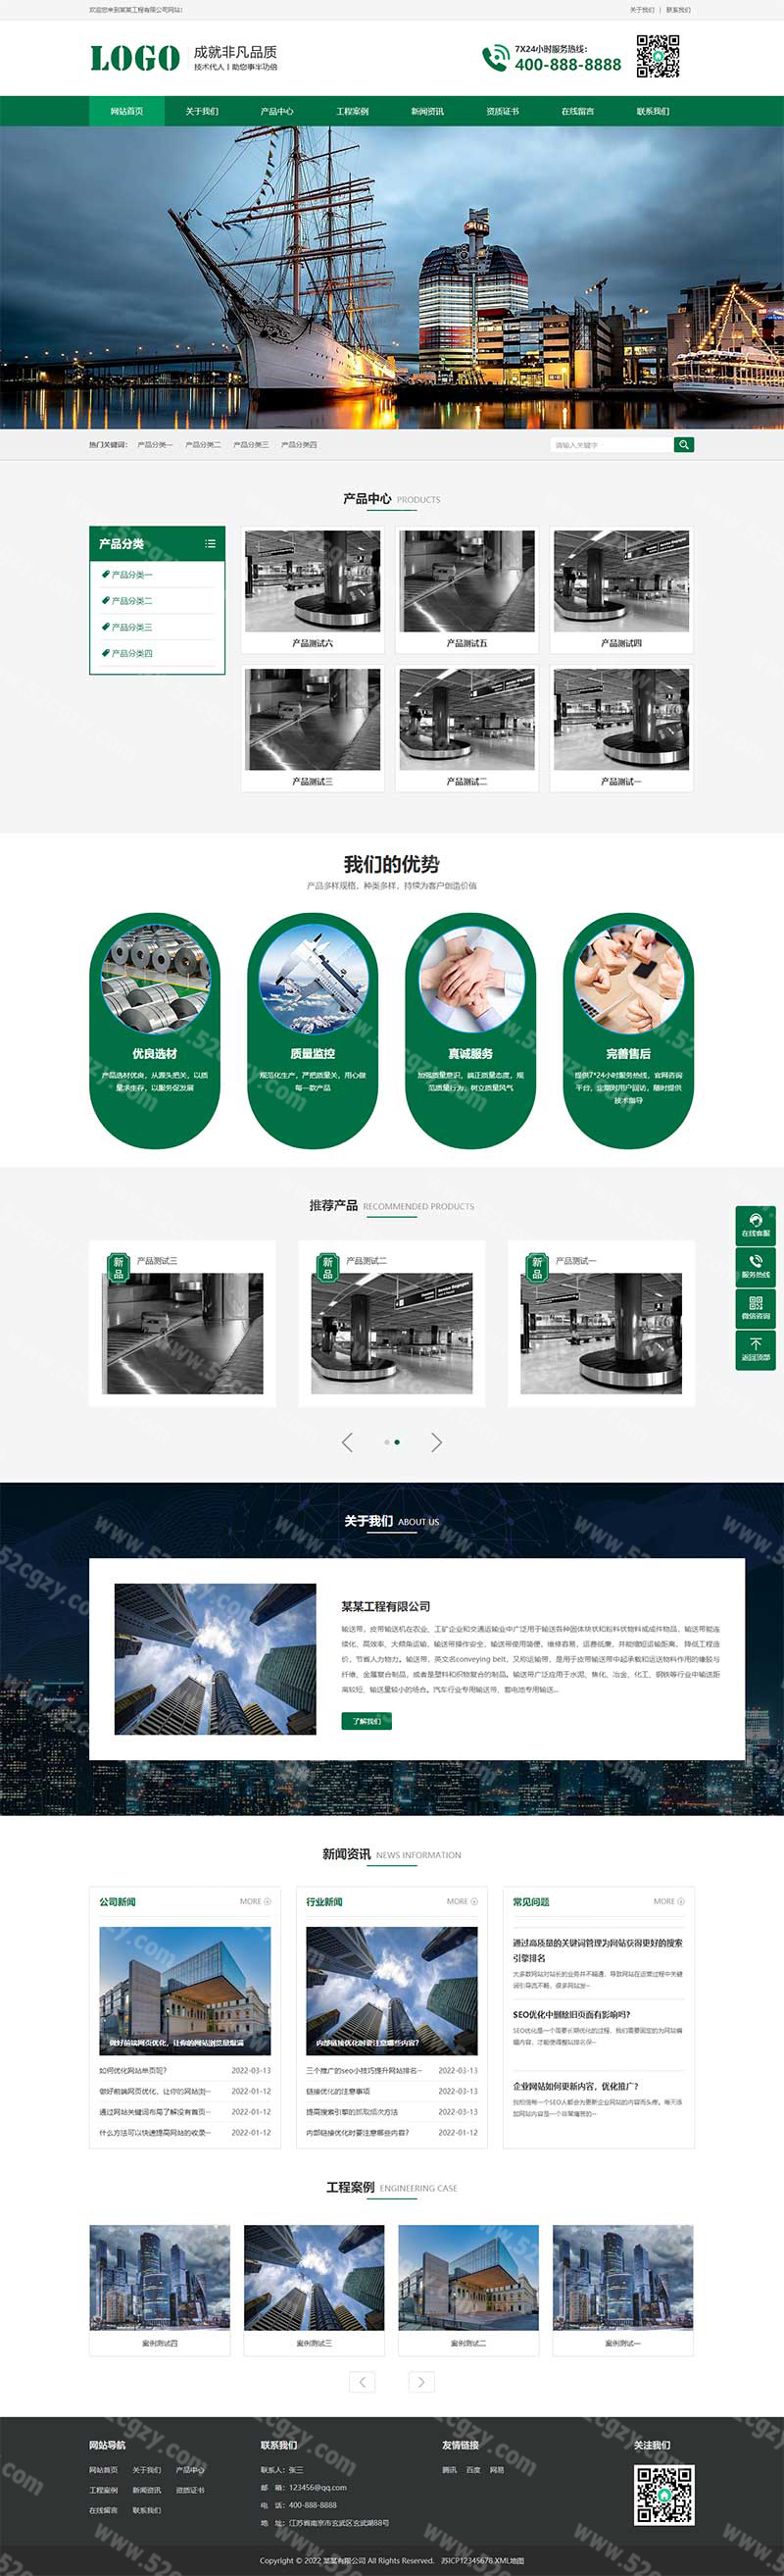 欢迎您来到某某工程有限公司网站!
关于我们 | 联系我们
LOGO
成就非凡品质
技术代人 | 助您事半功倍
7X24小时服务热线：
400-888-8888
网站首页 关于我们 产品中心 工程案例 新闻资讯 资质证书 在线留言 联系我们
热门关键词： 产品分类一 产品分类二 产品分类三 产品分类四
请输入关键字
产品中心 PRODUCTS
产品分类
产品分类一
产品分类二
产品分类三
产品分类四
产品测试六 产品测试五 产品测试四
产品测试三 产品测试二 产品测试一
我们的优势
产品多样规格，种类多样，持续为客户创造价值
优良选材
产品选材优良，从源头把关，以质
量求生存，以服务促发展
质量监控
规范化生产，严把质量关，用心做
每一款产品
真诚服务
加强质量意识，端正质量态度，规
范质量行为，树立质量风气
完善售后
提供7*24小时服务热线，官网咨询
平台，定期对用户回访，随时提供
技术指导
推荐产品 RECOMMENDED PRODUCTS
新品 产品测试三
新品 产品测试二
新品 产品测试一
在线客服
服务热线
微信咨询
返回顶部
关于我们 ABOUT US
某某工程有限公司
输送带，皮带输送机在农业、工矿企业和交通运输业中广泛用于输送各种固体块状和粉料状物料或成件物品，输送带能连
续化、高效率、大倾角运输，输送带操作安全，输送带使用简便，维修容易，运费低廉，并能缩短运输距离，降低工程造
价，节省人力物力。输送带，英文名conveying belt，又称运输带，是用于皮带输送带中起承载和运送物料作用的橡胶与
纤维、金属复合制品，或者是塑料和织物复合的制品。输送带广泛应用于水泥、焦化、冶金、化工、钢铁等行业中输送距
离较短、输送量较小的场合。汽车行业专用输送带，蓄电池专用输送...
了解我们
新闻资讯 NEWS INFORMATION
公司新闻 MORE
做好前端网页优化，让你的网站浏览量爆满
如何优化网站单页呢？ 2022-03-13
做好前端网页优化，让你的网站浏··· 2022-01-12
通过网站关键词布局了解没有首页··· 2022-01-12
什么方法可以快速提高网站的收录··· 2022-01-12
行业新闻 MORE
内部链接优化时要注意哪些内容？
三个推广的seo小技巧提升网站排名··· 2022-03-13
链接优化的注意事项 2022-03-13
提高搜索引擎的抓取频次方法 2022-03-13
内部链接优化时要注意哪些内容？ 2022-01-12
常见问题 MORE
通过高质量的关键词管理为网站获得更好的搜索
引擎排名
大多数网站对站长的业务并不精通，导致网站在运营过程中关键
词引导流不畅，很多网站发···
SEO优化中删除旧页面有影响吗？
SEO优化是一个需要长期优化的过程，我们需要固定的为网站编
辑内容，才能使得整站排名保···
企业网站如何更新内容，优化推广？
我相信每一个SEO人都会为更新企业网站的内容而头疼。每天添
加网站内容是一个非常痛苦的···
工程案例 ENGINEERING CASE
案例测试四 案例测试三 案例测试二 案例测试一
网站导航
网站首页 关于我们 产品中心
工程案例 新闻资讯 资质证书
在线留言 联系我们
联系我们
联系人：张三
邮 箱：123456@qq.com
电 话：400-888-8888
地 址：江苏省南京市玄武区玄武湖88号
友情链接
腾讯 百度 网易
关注我们
Copyright © 2022 某某有限公司 All Rights Reserved. 苏ICP12345678 XML地图
www.52cgzy.com